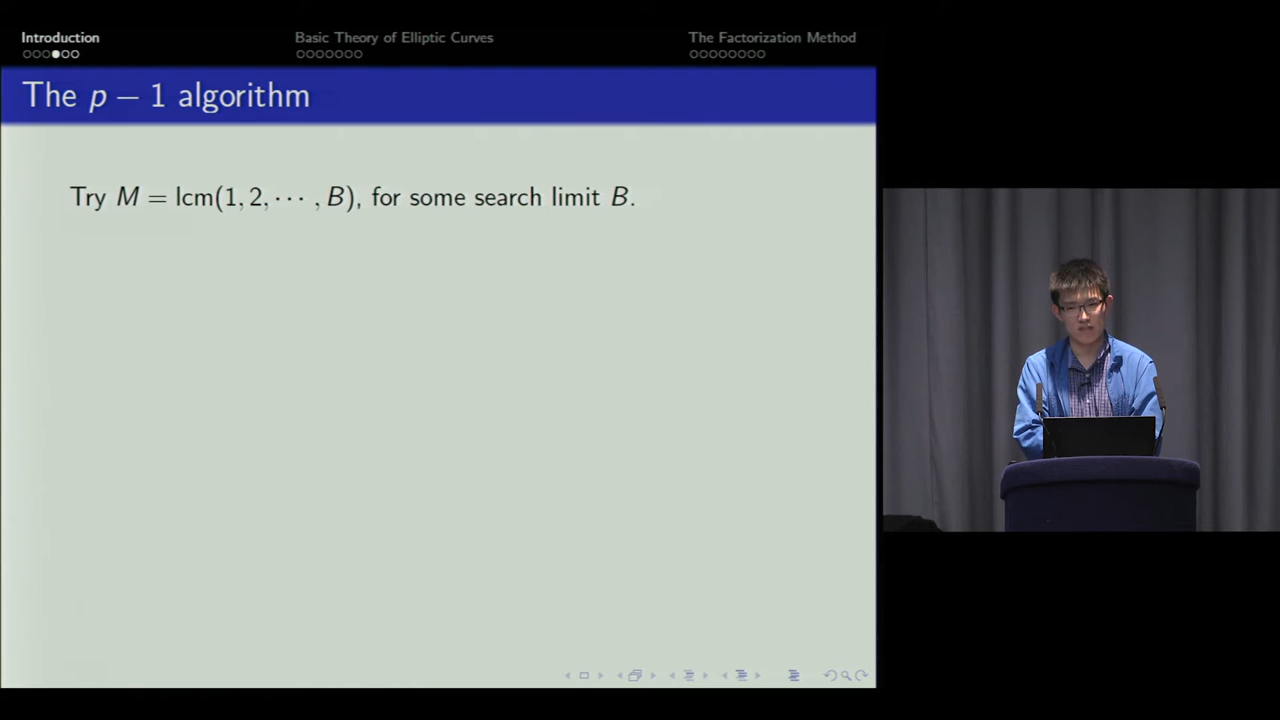 Introduction
Basic Theory of Elliptic Curves
The Factorization Method
The p − 1 algorithm
Try M = lcm(1, 2, · · · , B), for some search limit B.